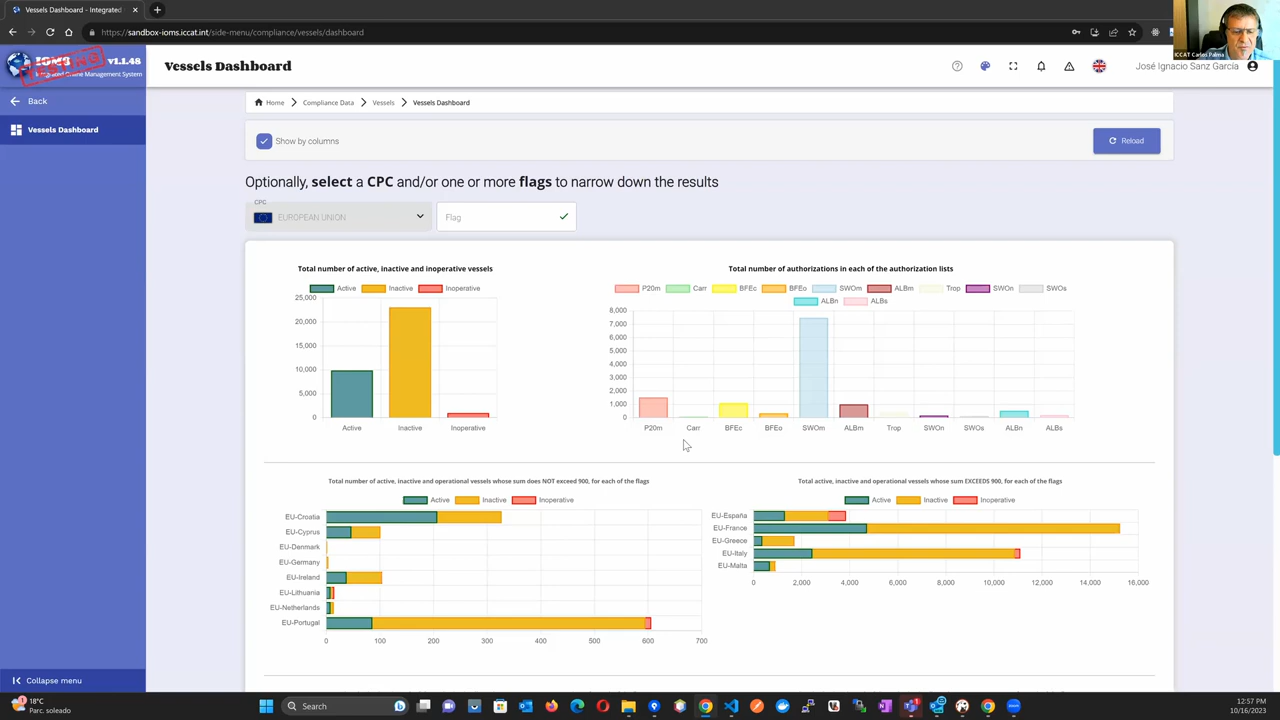 Vessels Dashboard - Integrated
https://sandbox-ioms.iccat.int/side-menu/compliance/vessels/dashboard
IOMS v1.1.48
TESTING
Integrated Online Management System
Vessels Dashboard
José Ignacio Sanz García
ICCAT Carlos Palma
Back
Vessels Dashboard
Home
Compliance Data
Vessels
Vessels Dashboard
Show by columns
Reload
Optionally, select a CPC and/or one or more flags to narrow down the results
CPC
EUROPEAN UNION
Flag
Total number of active, inactive and inoperative vessels
Active Inactive Inoperative
25,000
20,000
15,000
10,000
5,000
0
Active Inactive Inoperative
Total number of authorizations in each of the authorization lists
P20m Carr BFEc BFEo SWOm ALBm Trop SWOn SWOs
ALBn ALBs
8,000
7,000
6,000
5,000
4,000
3,000
2,000
1,000
0
P20m Carr BFEc BFEo SWOm ALBm Trop SWOn SWOs ALBn ALBs
Total number of active, inactive and operational vessels whose sum does NOT exceed 900, for each of the flags
Active Inactive Inoperative
EU-Croatia
EU-Cyprus
EU-Denmark
EU-Germany
EU-Ireland
EU-Lithuania
EU-Netherlands
EU-Portugal
0 100 200 300 400 500 600 700
Total active, inactive and operational vessels whose sum EXCEEDS 900, for each of the flags
Active Inactive Inoperative
EU-España
EU-France
EU-Greece
EU-Italy
EU-Malta
0 2,000 4,000 6,000 8,000 10,000 12,000 14,000 16,000
Collapse menu
18°C
Parc. soleado
Search
12:57 PM
10/16/2023